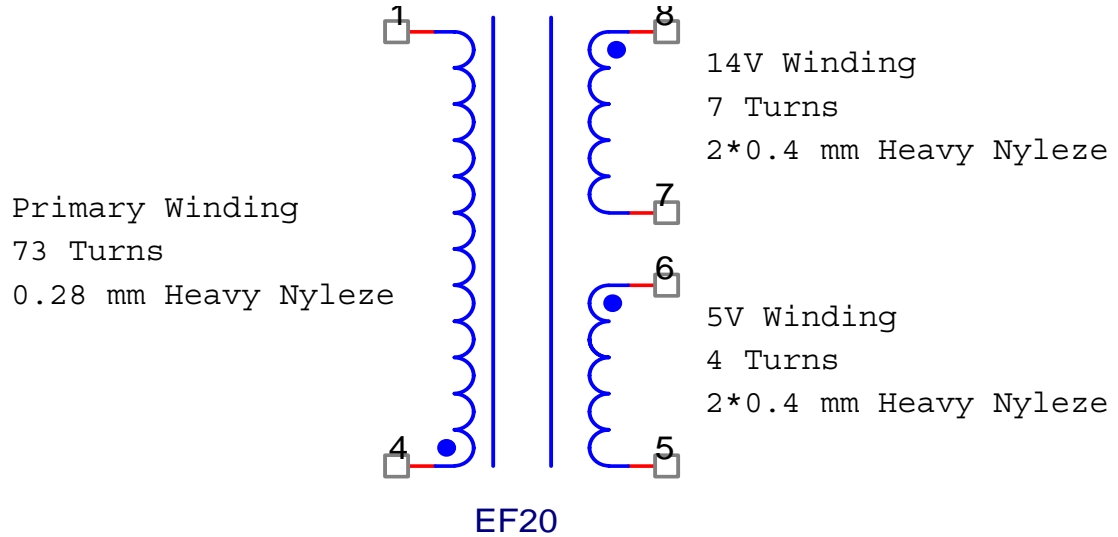 1
8
14V Winding
7 Turns
2*0.4 mm Heavy Nyleze
7
Primary Winding
73 Turns
0.28 mm Heavy Nyleze
6
5V Winding
4 Turns
2*0.4 mm Heavy Nyleze
4
5
EF20